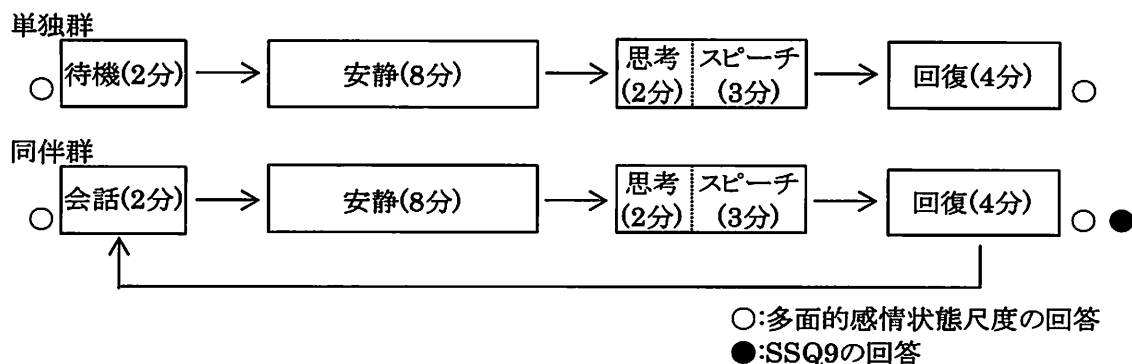 単独群
待機(2分)
安静(8分)
思考
(2分)
スピーチ
(3分)
回復(4分)
同伴群
会話(2分)
安静(8分)
思考
(2分)
スピーチ
(3分)
回復(4分)
○:多面的感情状態尺度の回答
●:SSQ9の回答